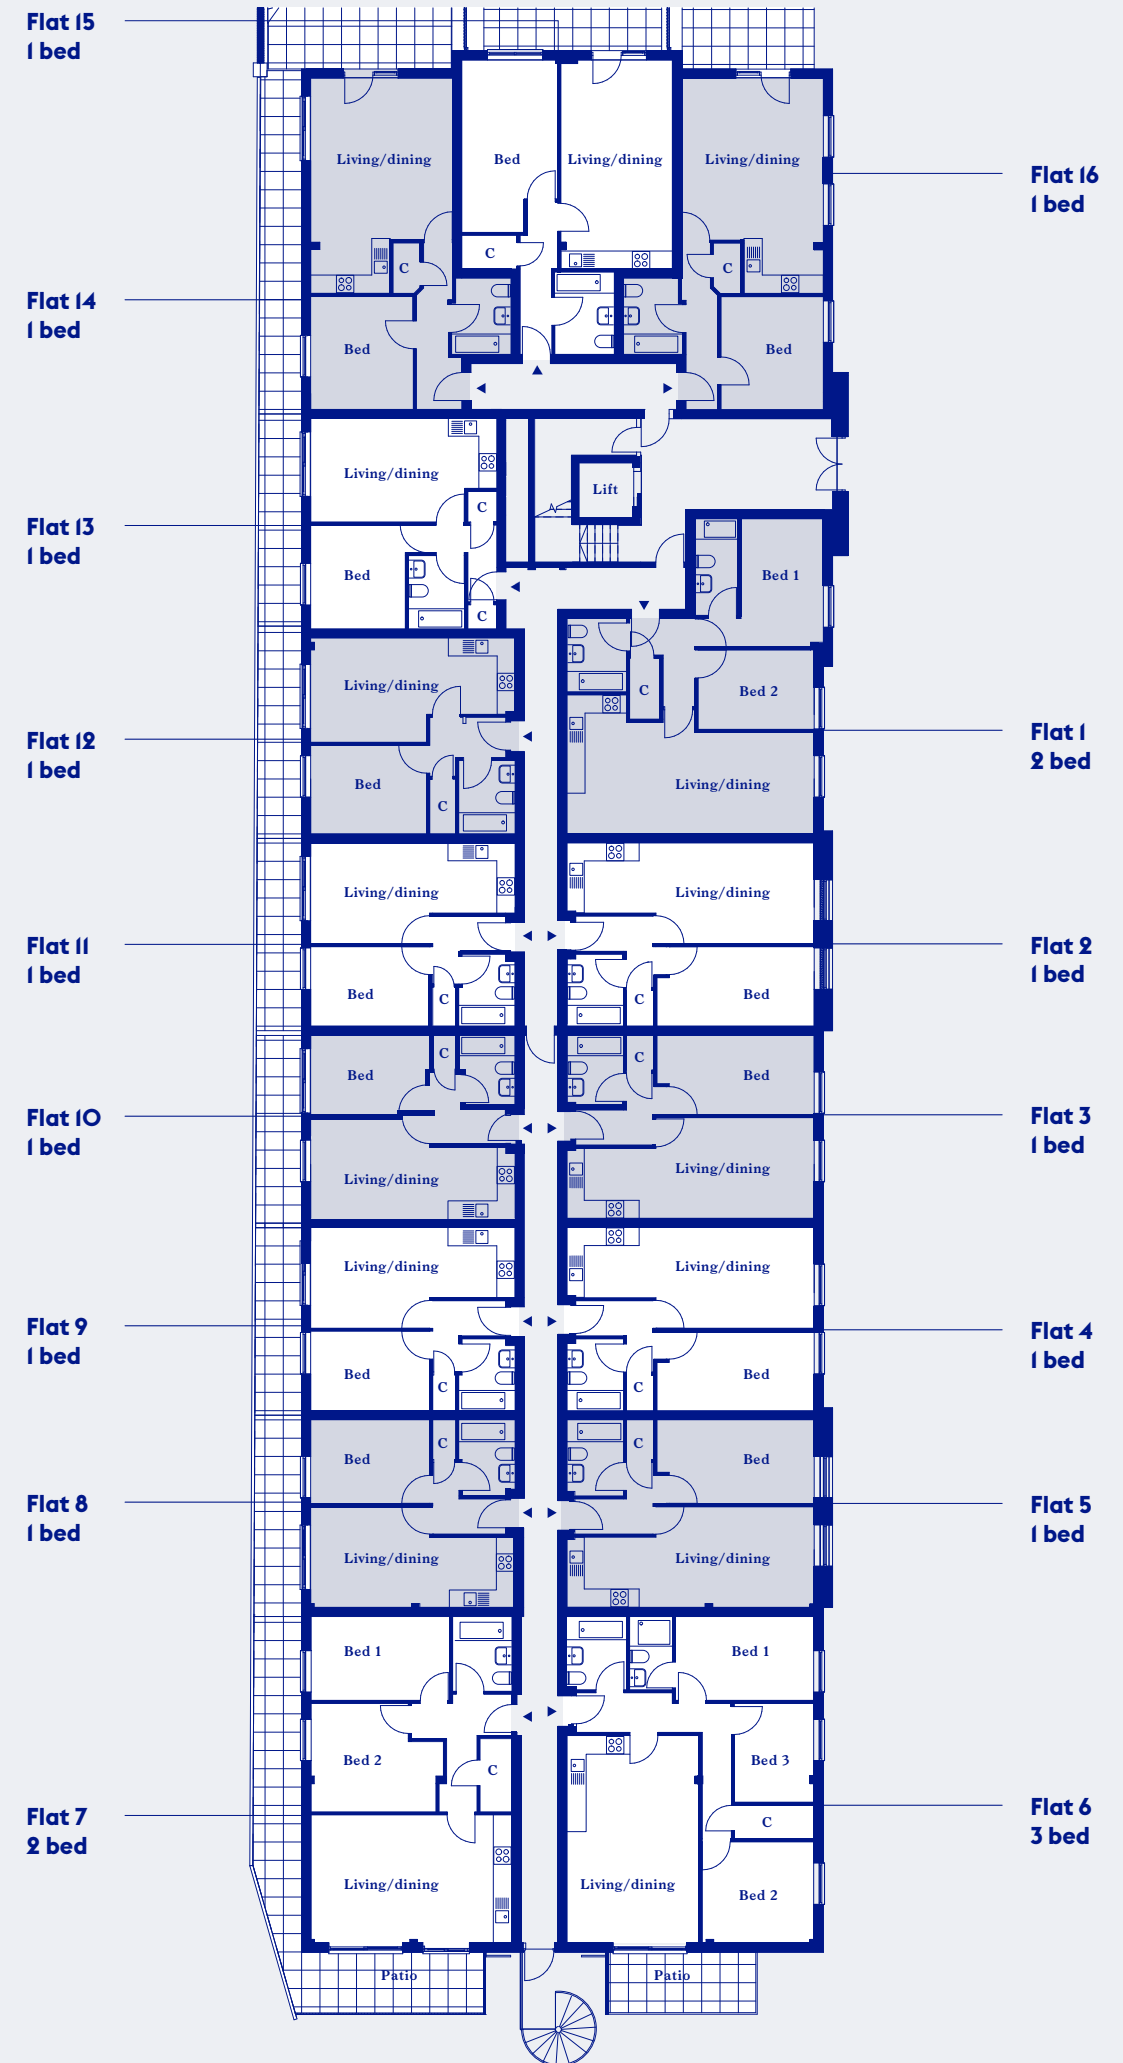 Flat 15
1 bed
Living/dining
Bed
Living/dining
Living/dining
Flat 16
1 bed
C
C
C
Flat 14
1 bed
Bed
Bed
Living/dining
Lift
C
Flat 13
1 bed
Bed
C
Bed 1
Living/dining
C
Bed 2
Flat 12
1 bed
Flat 1
2 bed
Bed
C
Living/dining
Living/dining
Living/dining
Flat 11
1 bed
Flat 2
1 bed
Bed
C
C
Bed
Bed
C
C
Bed
Flat 10
1 bed
Flat 3
1 bed
Living/dining
Living/dining
Living/dining
Living/dining
Flat 9
1 bed
Flat 4
1 bed
Bed
C
C
Bed
Bed
C
C
Bed
Flat 8
1 bed
Flat 5
1 bed
Living/dining
Living/dining
Bed 1
Bed 1
Bed 2
C
Bed 3
Flat 7
2 bed
Flat 6
3 bed
C
Living/dining
Living/dining
Bed 2
Patio
Patio